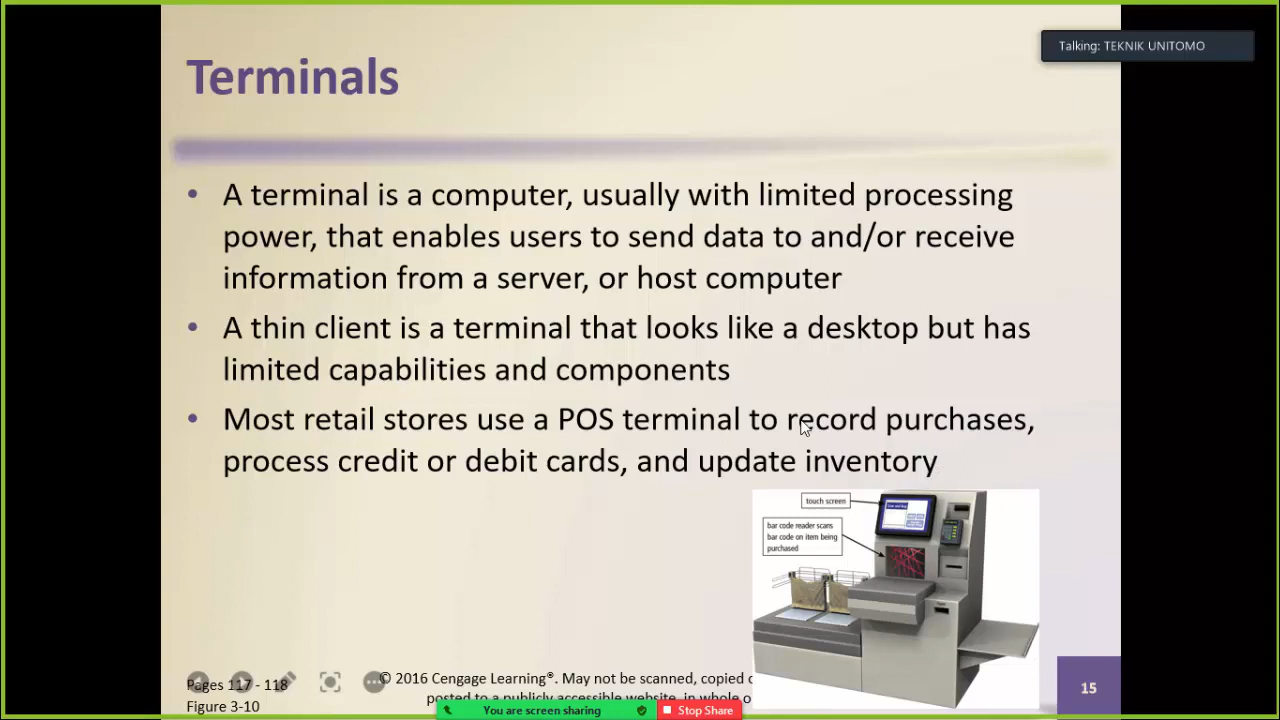 Talking: TEKNIK UNITOMO
Terminals
• A terminal is a computer, usually with limited processing
power, that enables users to send data to and/or receive
information from a server, or host computer
• A thin client is a terminal that looks like a desktop but has
limited capabilities and components
• Most retail stores use a POS terminal to record purchases,
process credit or debit cards, and update inventory
touch screen
bar code reader scans
bar code on item being
purchased
Pages 117 - 118
Figure 3-10
© 2016 Cengage Learning®. May not be scanned, copied
posted to a publicly accessible website, in whole
15
You are screen sharing
Stop Share